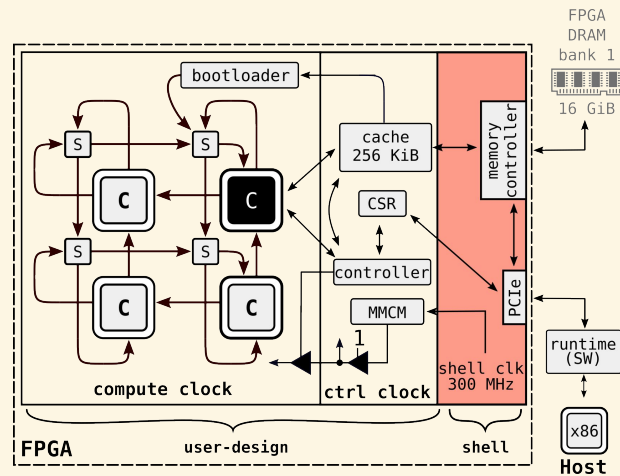 FPGA
DRAM
bank 1
16 GiB
bootloader
S
S
C
C
cache
256 KiB
memory
controller
CSR
S
S
controller
C
C
MMCM
PCIe
1
runtime
(SW)
shell clk
300 MHz
compute clock
ctrl clock
FPGA
user-design
shell
x86
Host